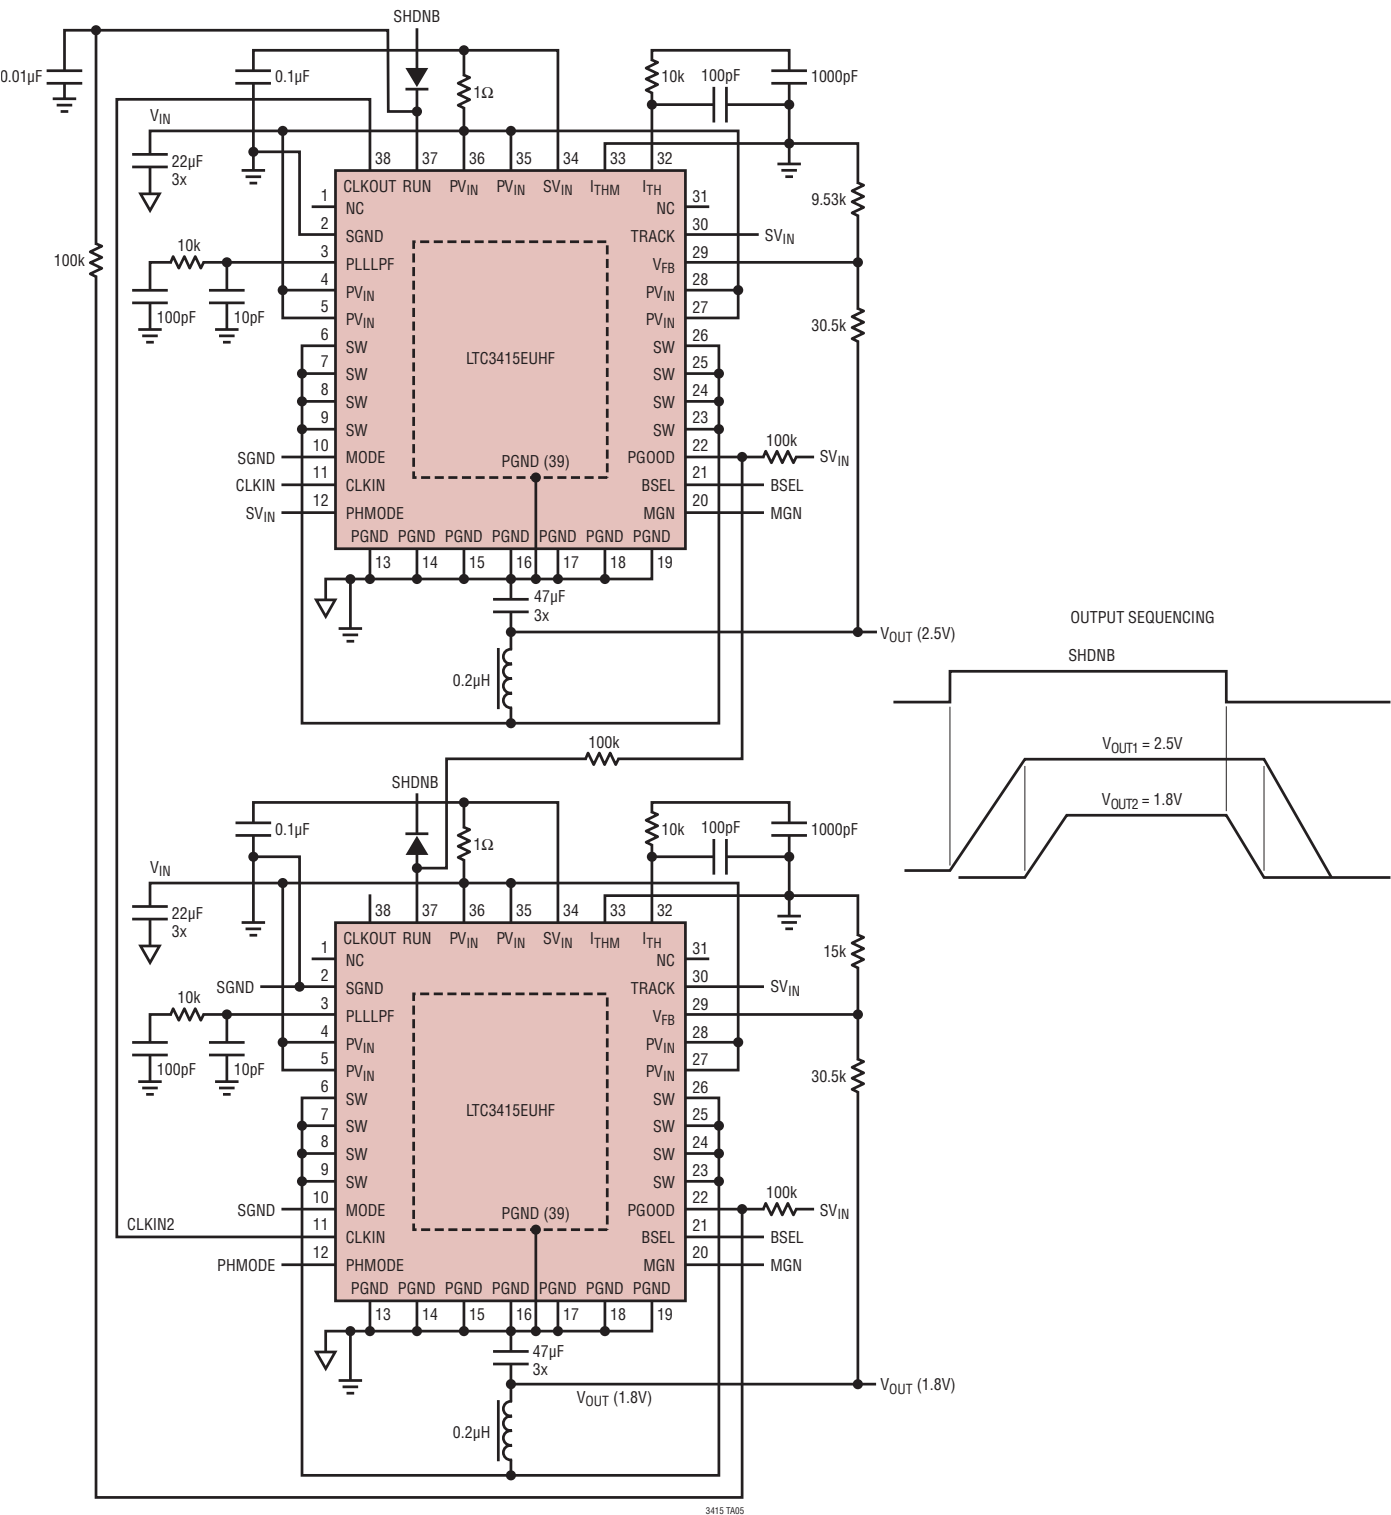 SHDNB
0.01µF
0.1µF
1Ω
10k
100pF
1000pF
VIN
22µF
3x
38
37
36
35
34
33
32
CLKOUT
RUN
PVIN
PVIN
SVIN
ITHM
ITH
1
NC
2
SGND
3
PLLLPF
4
PVIN
5
PVIN
6
SW
7
SW
8
SW
9
SW
10
MODE
11
CLKIN
12
PHMODE
31
NC
30
TRACK
SVIN
29
VFB
28
PVIN
27
PVIN
26
SW
25
SW
24
SW
23
SW
22
PGOOD
100k
SVIN
21
BSEL
BSEL
20
MGN
MGN
9.53k
30.5k
100k
10k
100pF
10pF
LTC3415EUHF
PGND (39)
SGND
CLKIN
SVIN
PGND
PGND
PGND
PGND
PGND
PGND
PGND
13
14
15
16
17
18
19
47µF
3x
VOUT (2.5V)
0.2µH
100k
OUTPUT SEQUENCING
SHDNB
VOUT1 = 2.5V
VOUT2 = 1.8V
SHDNB
0.1µF
1Ω
10k
100pF
1000pF
VIN
22µF
3x
38
37
36
35
34
33
32
CLKOUT
RUN
PVIN
PVIN
SVIN
ITHM
ITH
1
NC
2
SGND
SGND
3
PLLLPF
4
PVIN
5
PVIN
6
SW
7
SW
8
SW
9
SW
10
MODE
11
CLKIN
12
PHMODE
31
NC
30
TRACK
SVIN
29
VFB
28
PVIN
27
PVIN
26
SW
25
SW
24
SW
23
SW
22
PGOOD
100k
SVIN
21
BSEL
BSEL
20
MGN
MGN
15k
30.5k
10k
100pF
10pF
LTC3415EUHF
PGND (39)
SGND
CLKIN2
PHMODE
PGND
PGND
PGND
PGND
PGND
PGND
PGND
13
14
15
16
17
18
19
47µF
3x
VOUT (1.8V)
VOUT (1.8V)
0.2µH
3415 TA05